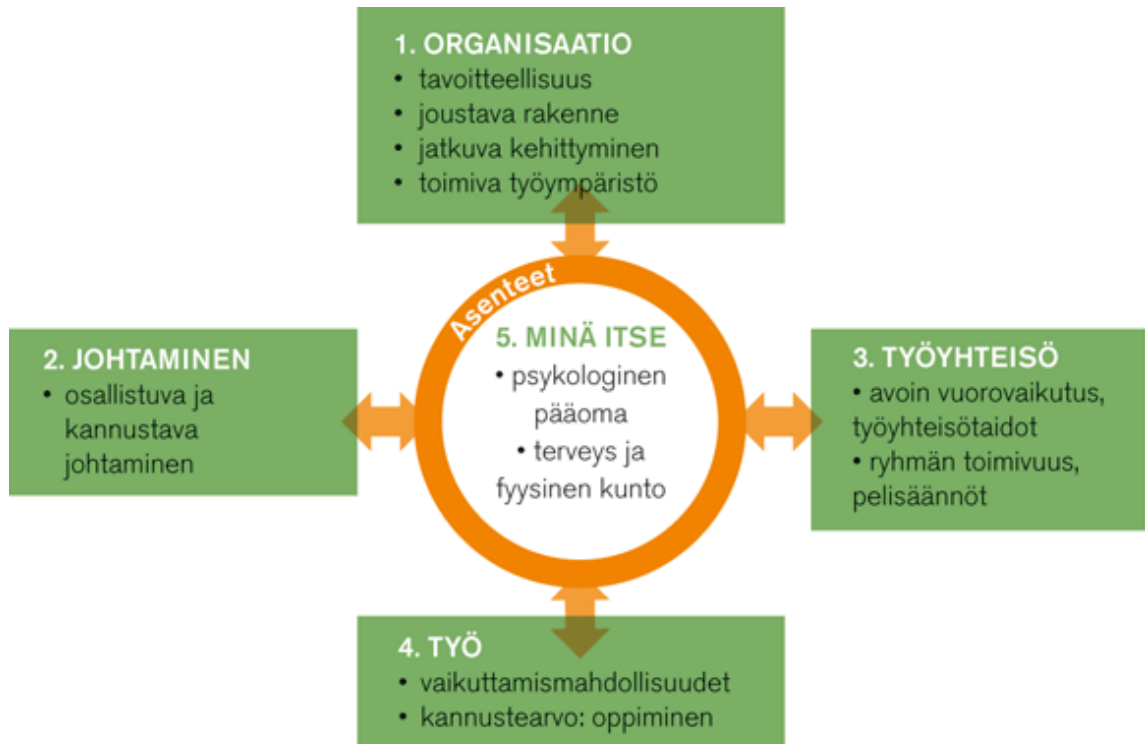 1. ORGANISAATIO
• tavoitteellisuus
• joustava rakenne
• jatkuva kehittyminen
• toimiva työympäristö
Asenteet
2. JOHTAMINEN
• osallistuva ja
kannustava
johtaminen
5. MINÄ ITSE
• psykologinen
pääoma
• terveys ja
fyysinen kunto
3. TYÖYHTEISÖ
• avoin vuorovaikutus,
työyhteisötaidot
• ryhmän toimivuus,
pelisäännöt
4. TYÖ
• vaikuttamismahdollisuudet
• kannustearvo: oppiminen